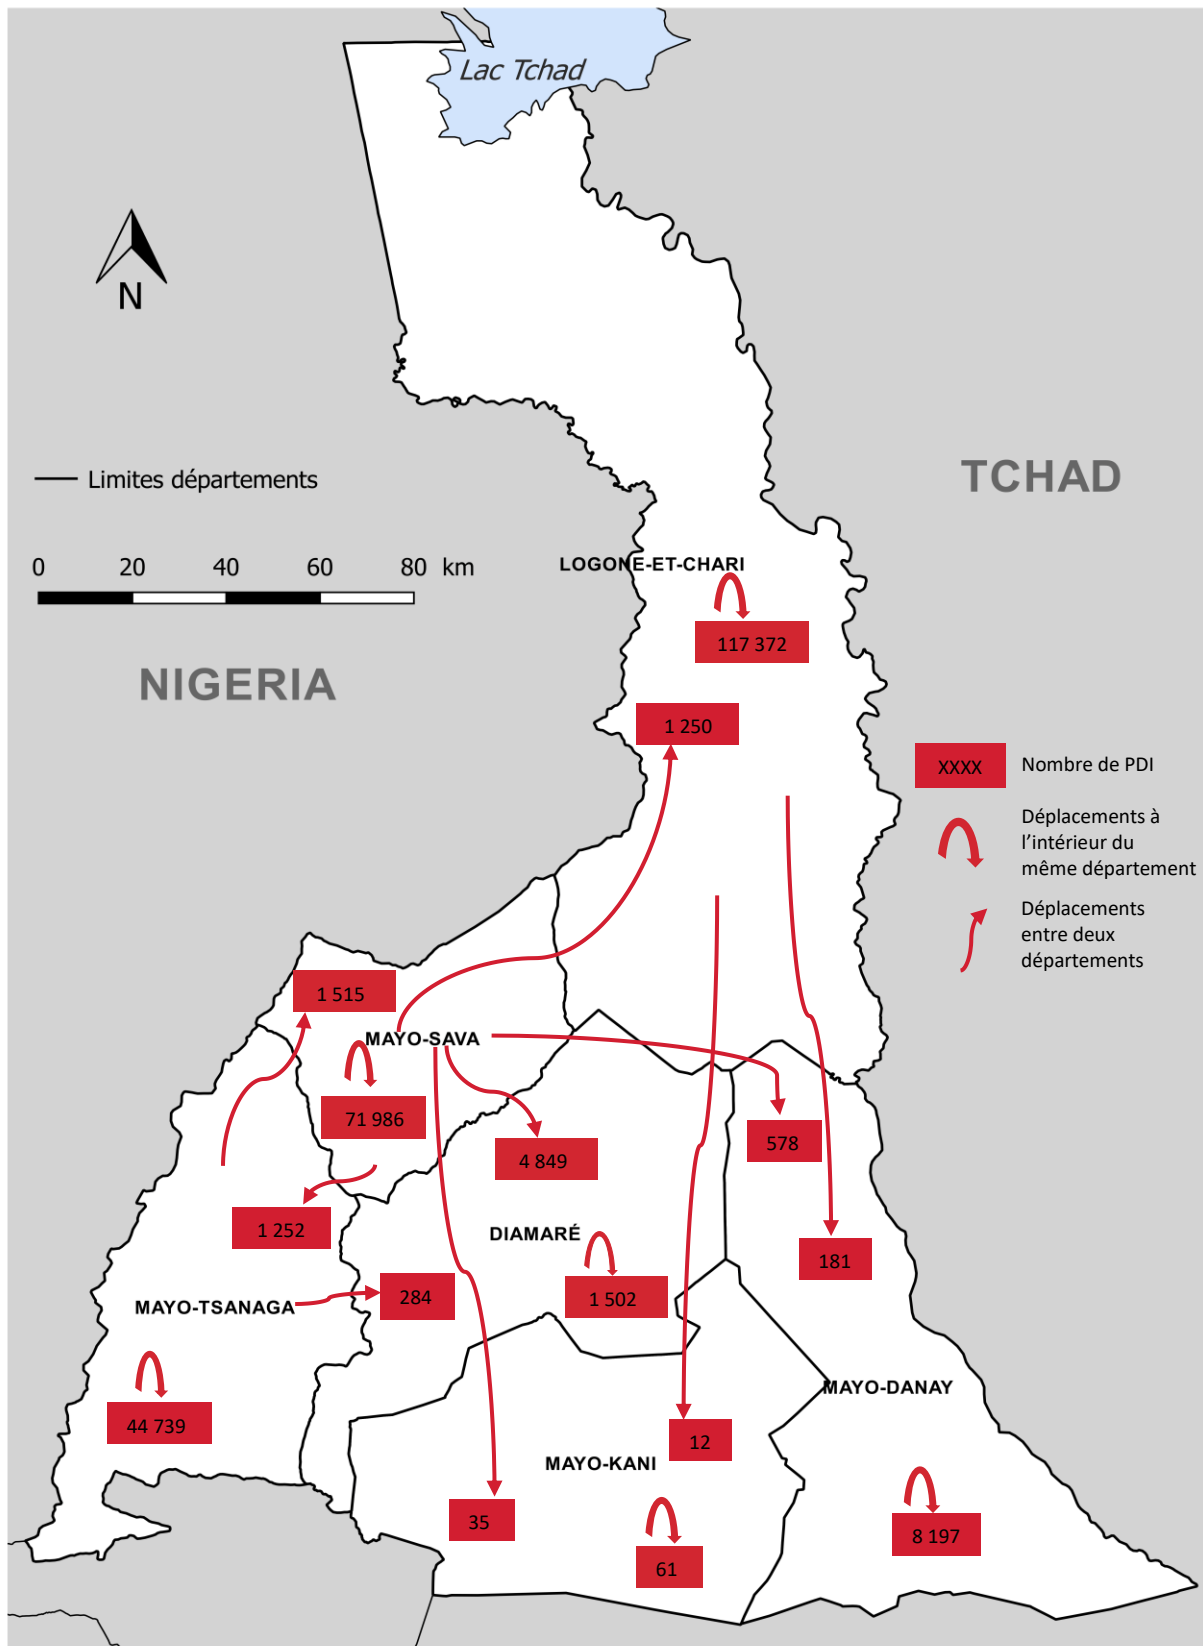 Lac Tchad
N
Limites départements
TCHAD
0 20 40 60 80 km
LOGONE-ET-CHARI
117 372
NIGERIA
1 250
XXXX
Nombre de PDI
Déplacements à
l’intérieur du
même département
Déplacements
entre deux
départements
1 515
MAYO-SAVA
71 986
4 849
578
1 252
DIAMARÉ
181
284
1 502
MAYO-TSANAGA
MAYO-DANAY
44 739
12
MAYO-KANI
35
8 197
61